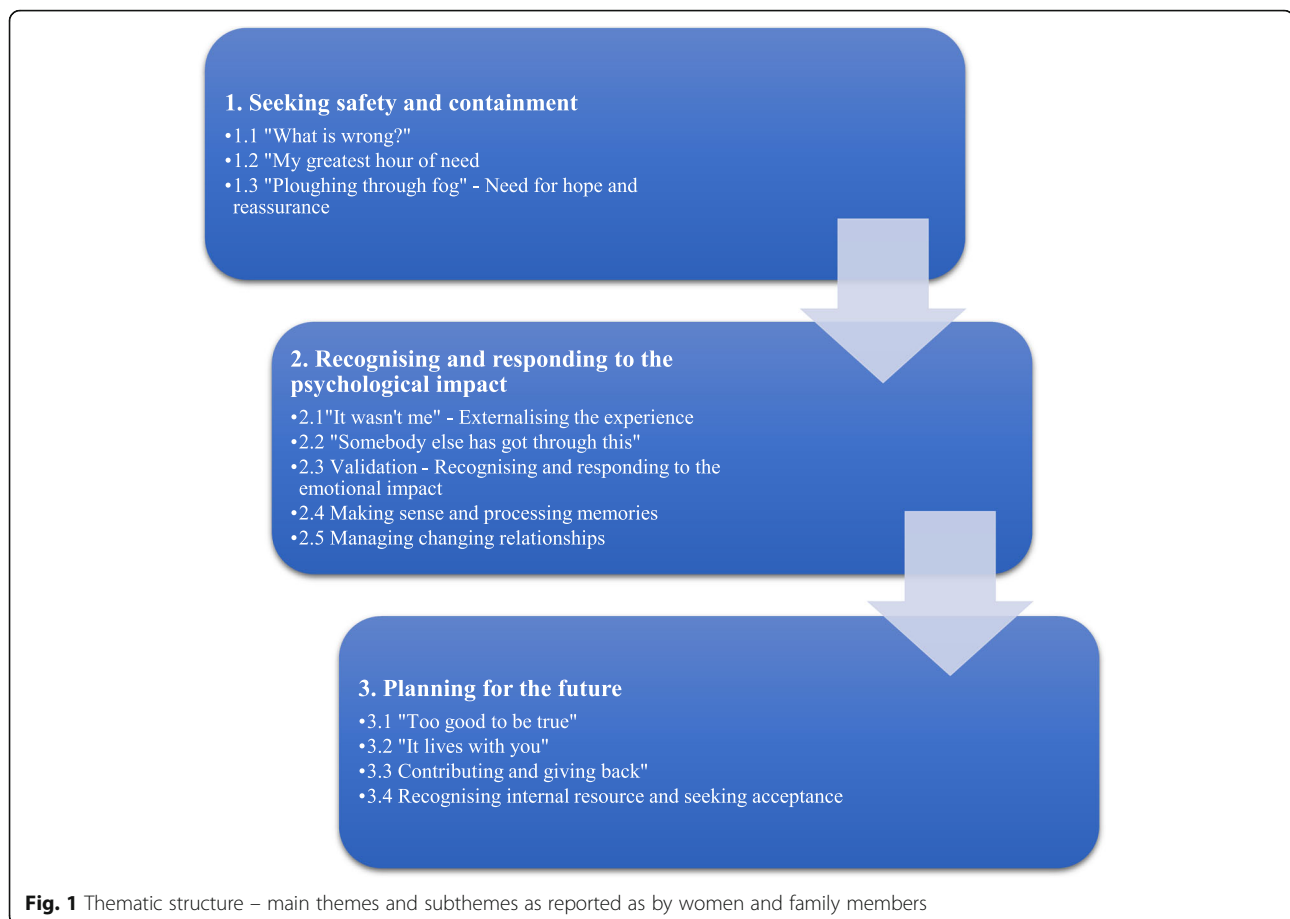 1. Seeking safety and containment
•1.1 "What is wrong?"
•1.2 "My greatest hour of need
•1.3 "Ploughing through fog" - Need for hope and
reassurance
2. Recognising and responding to the
psychological impact
•2.1"It wasn't me" - Externalising the experience
•2.2 "Somebody else has got through this"
•2.3 Validation - Recognising and responding to the
emotional impact
•2.4 Making sense and processing memories
•2.5 Managing changing relationships
3. Planning for the future
•3.1 "Too good to be true"
•3.2 "It lives with you"
•3.3 Contributing and giving back"
•3.4 Recognising internal resource and seeking acceptance
Fig. 1 Thematic structure – main themes and subthemes as reported as by women and family members